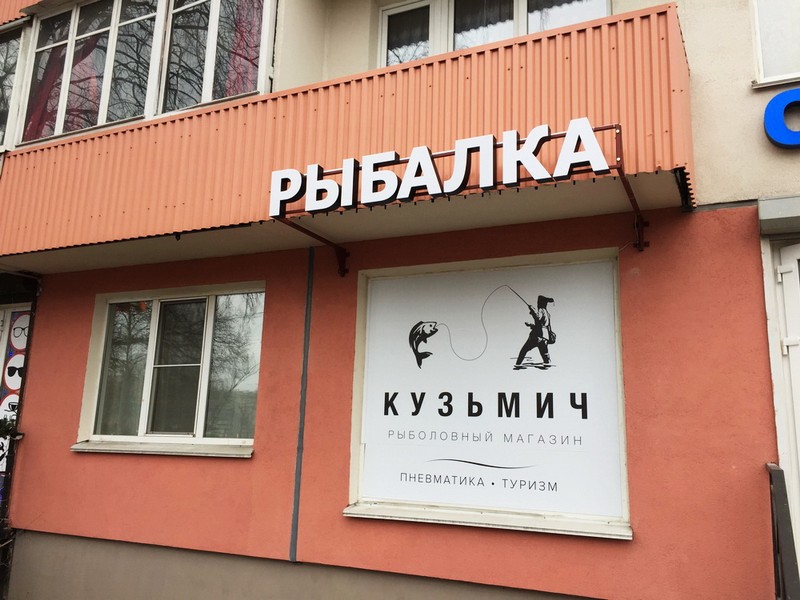 РЫБАЛКА
КУЗЬМИЧ
РЫБОЛОВНЫЙ МАГАЗИН
ПНЕВМАТИКА • ТУРИЗМ